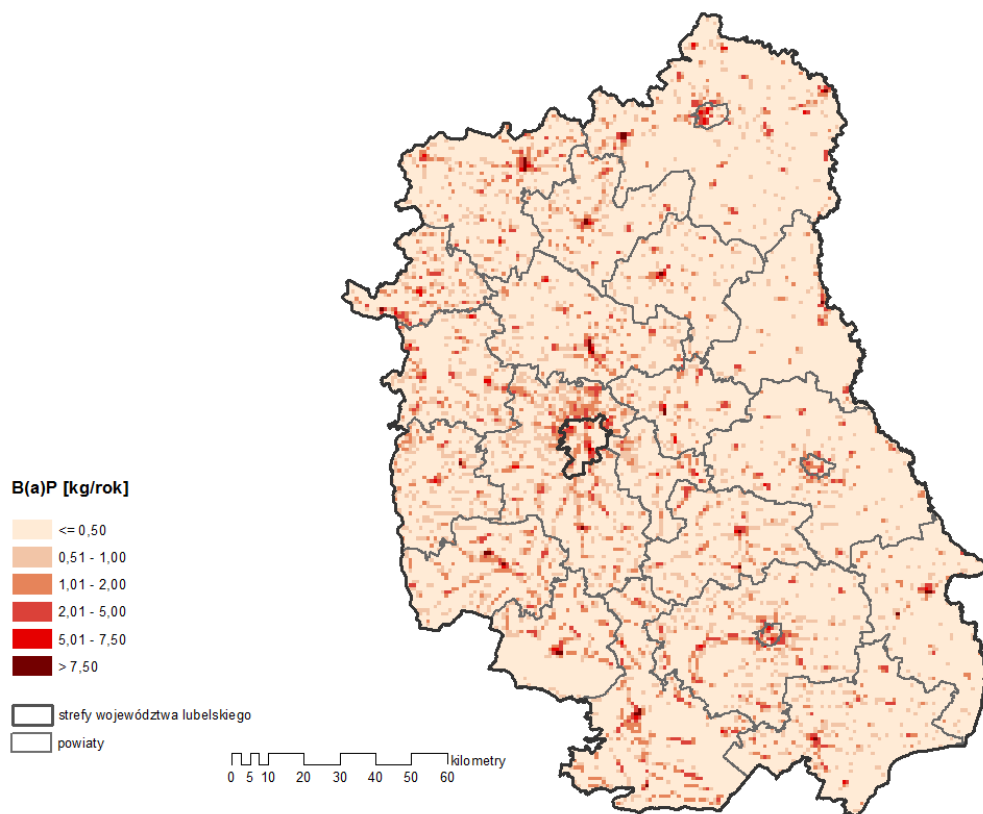 B(a)P [kg/rok]
<= 0,50
0,51 - 1,00
1,01 - 2,00
2,01 - 5,00
5,01 - 7,50
> 7,50
strefy województwa lubelskiego
powiaty
kilometry
0 5 10 20 30 40 50 60